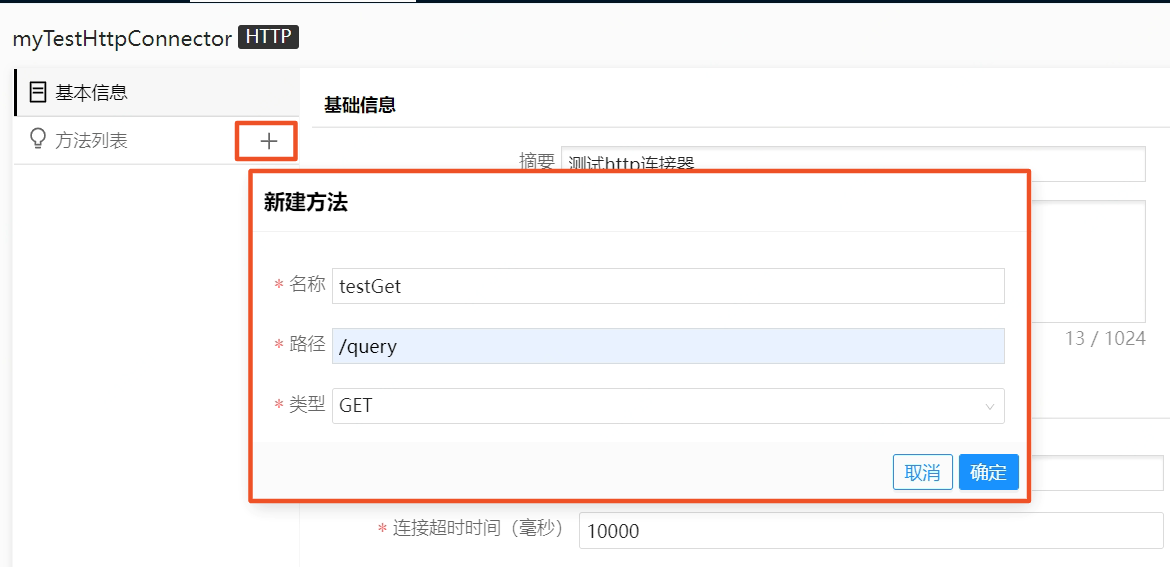 myTestHttpConnector HTTP
基本信息
方法列表
基础信息
摘要 测试http连接器
新建方法
* 名称 testGet
* 路径 /query
13 / 1024
* 类型 GET
取消 确定
* 连接超时时间（毫秒） 10000